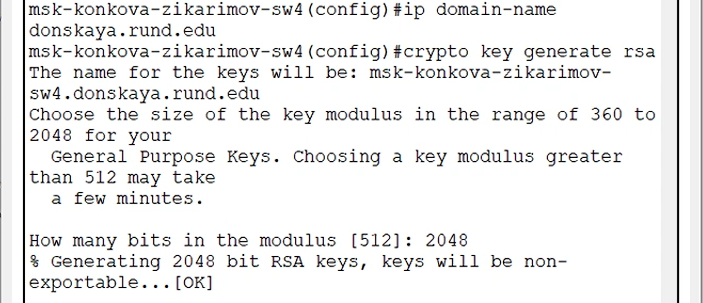 msk-konkova-zikarimov-sw4(config)#ip domain-name
donskaya.rund.edu
msk-konkova-zikarimov-sw4(config)#crypto key generate rsa
The name for the keys will be: msk-konkova-zikarimov-
sw4.donskaya.rund.edu
Choose the size of the key modulus in the range of 360 to
2048 for your
  General Purpose Keys. Choosing a key modulus greater
than 512 may take
  a few minutes.

How many bits in the modulus [512]: 2048
% Generating 2048 bit RSA keys, keys will be non-
exportable...[OK]